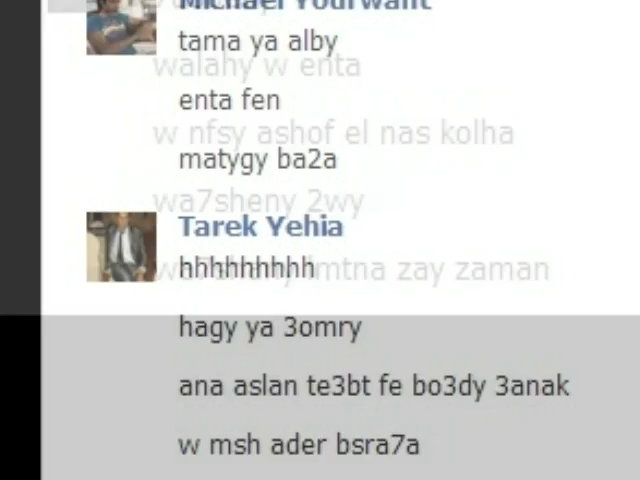 Michael Yourwant
tama ya alby
walahy w enta
enta fen
w nfsy ashof el nas kolha
matygy ba2a
wa7sheny 2wy
Tarek Yehia
hhhhhhhhh
lmtna zay zaman
hagy ya 3omry
ana aslan te3bt fe bo3dy 3anak
w msh ader bsra7a